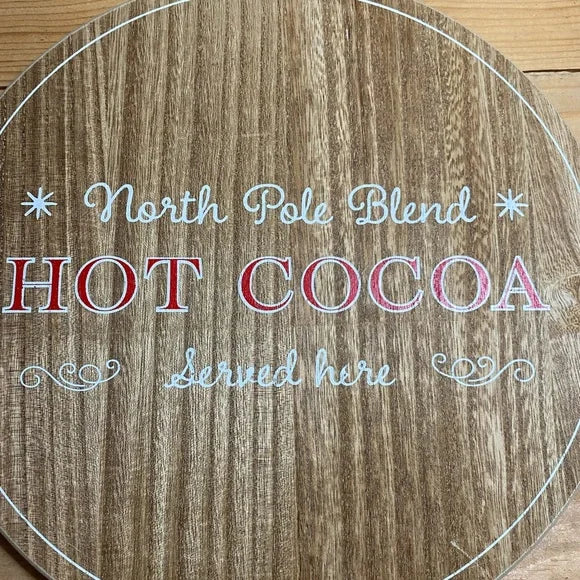 North Pole Blend
HOT COCOA
Served here